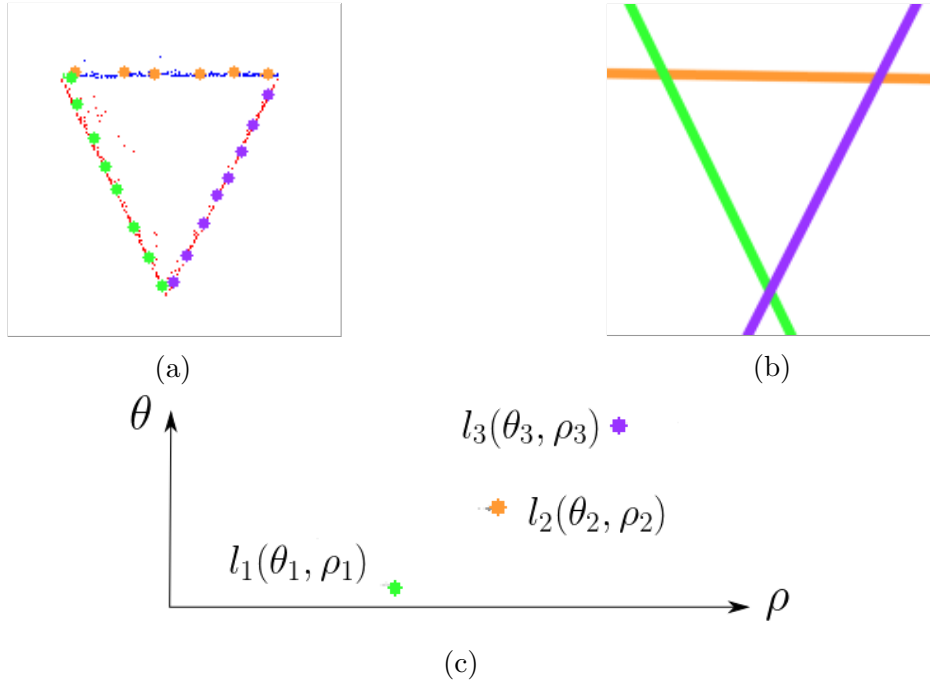 (a)
(b)
θ
l₃(θ₃, ρ₃)
l₂(θ₂, ρ₂)
l₁(θ₁, ρ₁)
ρ
(c)